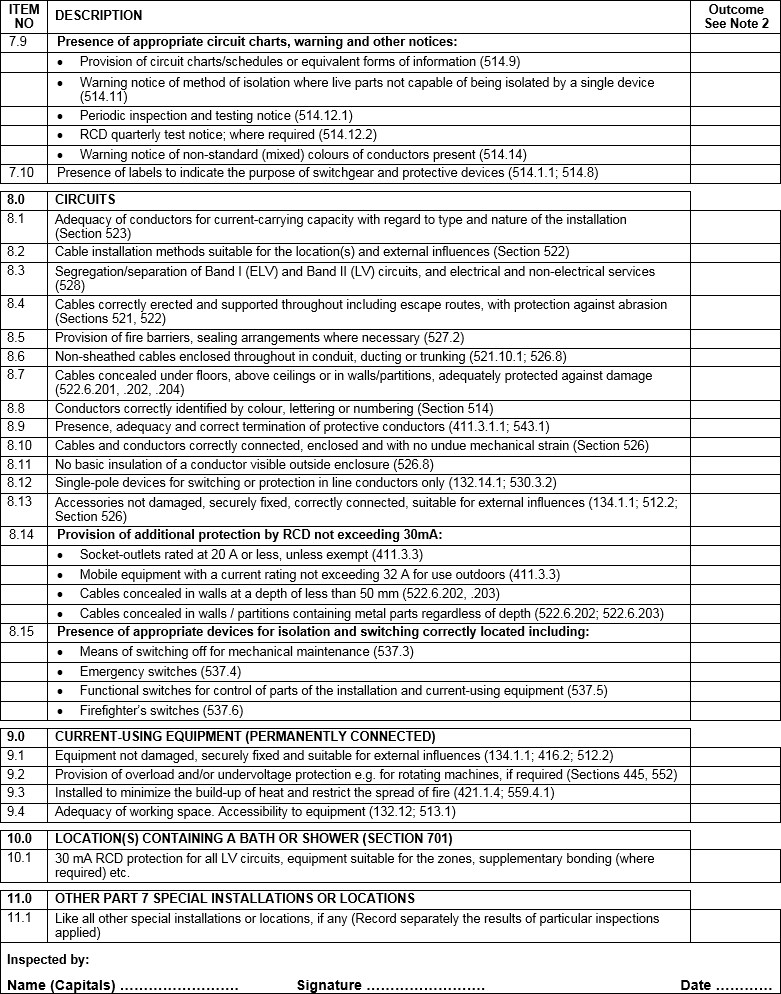 ITEM NO DESCRIPTION Outcome See Note 2
7.9 Presence of appropriate circuit charts, warning and other notices:
• Provision of circuit charts/schedules or equivalent forms of information (514.9)
• Warning notice of method of isolation where live parts not capable of being isolated by a single device
(514.11)
• Periodic inspection and testing notice (514.12.1)
• RCD quarterly test notice; where required (514.12.2)
• Warning notice of non-standard (mixed) colours of conductors present (514.14)
7.10 Presence of labels to indicate the purpose of switchgear and protective devices (514.1.1; 514.8)
8.0 CIRCUITS
8.1 Adequacy of conductors for current-carrying capacity with regard to type and nature of the installation
(Section 523)
8.2 Cable installation methods suitable for the location(s) and external influences (Section 522)
8.3 Segregation/separation of Band I (ELV) and Band II (LV) circuits, and electrical and non-electrical services
(528)
8.4 Cables correctly erected and supported throughout including escape routes, with protection against abrasion
(Sections 521, 522)
8.5 Provision of fire barriers, sealing arrangements where necessary (527.2)
8.6 Non-sheathed cables enclosed throughout in conduit, ducting or trunking (521.10.1; 526.8)
8.7 Cables concealed under floors, above ceilings or in walls/partitions, adequately protected against damage
(522.6.201, .202, .204)
8.8 Conductors correctly identified by colour, lettering or numbering (Section 514)
8.9 Presence, adequacy and correct termination of protective conductors (411.3.1.1; 543.1)
8.10 Cables and conductors correctly connected, enclosed and with no undue mechanical strain (Section 526)
8.11 No basic insulation of a conductor visible outside enclosure (526.8)
8.12 Single-pole devices for switching or protection in line conductors only (132.14.1; 530.3.2)
8.13 Accessories not damaged, securely fixed, correctly connected, suitable for external influences (134.1.1; 512.2;
Section 526)
8.14 Provision of additional protection by RCD not exceeding 30mA:
• Socket-outlets rated at 20 A or less, unless exempt (411.3.3)
• Mobile equipment with a current rating not exceeding 32 A for use outdoors (411.3.3)
• Cables concealed in walls at a depth of less than 50 mm (522.6.202, .203)
• Cables concealed in walls / partitions containing metal parts regardless of depth (522.6.202; 522.6.203)
8.15 Presence of appropriate devices for isolation and switching correctly located including:
• Means of switching off for mechanical maintenance (537.3)
• Emergency switches (537.4)
• Functional switches for control of parts of the installation and current-using equipment (537.5)
• Firefighter's switches (537.6)
9.0 CURRENT-USING EQUIPMENT (PERMANENTLY CONNECTED)
9.1 Equipment not damaged, securely fixed and suitable for external influences (134.1.1; 416.2; 512.2)
9.2 Provision of overload and/or undervoltage protection e.g. for rotating machines, if required (Sections 445, 552)
9.3 Installed to minimize the build-up of heat and restrict the spread of fire (421.1.4; 559.4.1)
9.4 Adequacy of working space. Accessibility to equipment (132.12; 513.1)
10.0 LOCATION(S) CONTAINING A BATH OR SHOWER (SECTION 701)
10.1 30 mA RCD protection for all LV circuits, equipment suitable for the zones, supplementary bonding (where
required) etc.
11.0 OTHER PART 7 SPECIAL INSTALLATIONS OR LOCATIONS
11.1 Like all other special installations or locations, if any (Record separately the results of particular inspections
applied)
Inspected by:
Name (Capitals) ……………………. Signature ……………………. Date …………